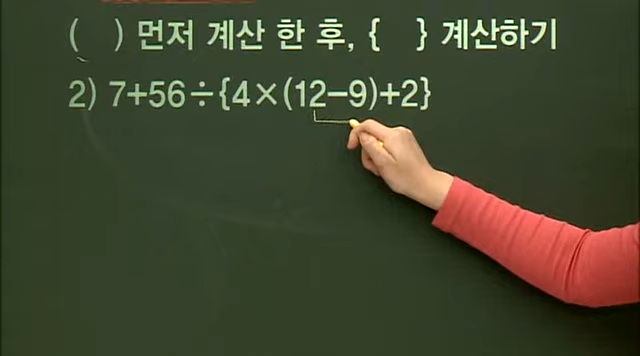 ( ) 먼저 계산 한 후, { } 계산하기
2) 7+56÷{4×(12−9)+2}